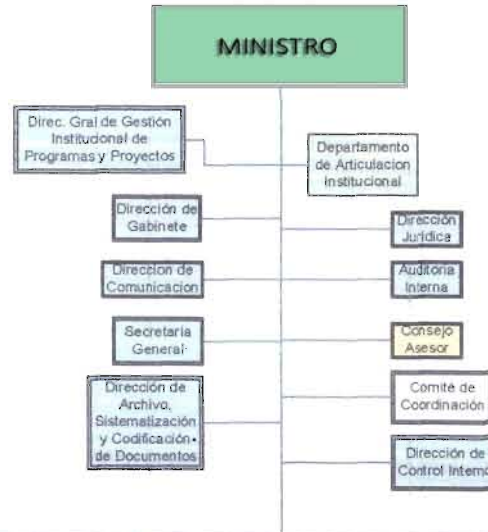 MINISTRO
Direc. Gral de Gestión
Institucional de
Programas y Proyectos
Departamento
de Articulacion
Institucional
Dirección de
Gabinete
Dirección
Jurídica
Direccion de
Comunicacion
Auditoria
Interna
Secretaria
General
Consejo
Asesor
Dirección de
Archivo,
Sistematización
y Codificación
de Documentos
Comité de
Coordinación
Dirección de
Control Interno